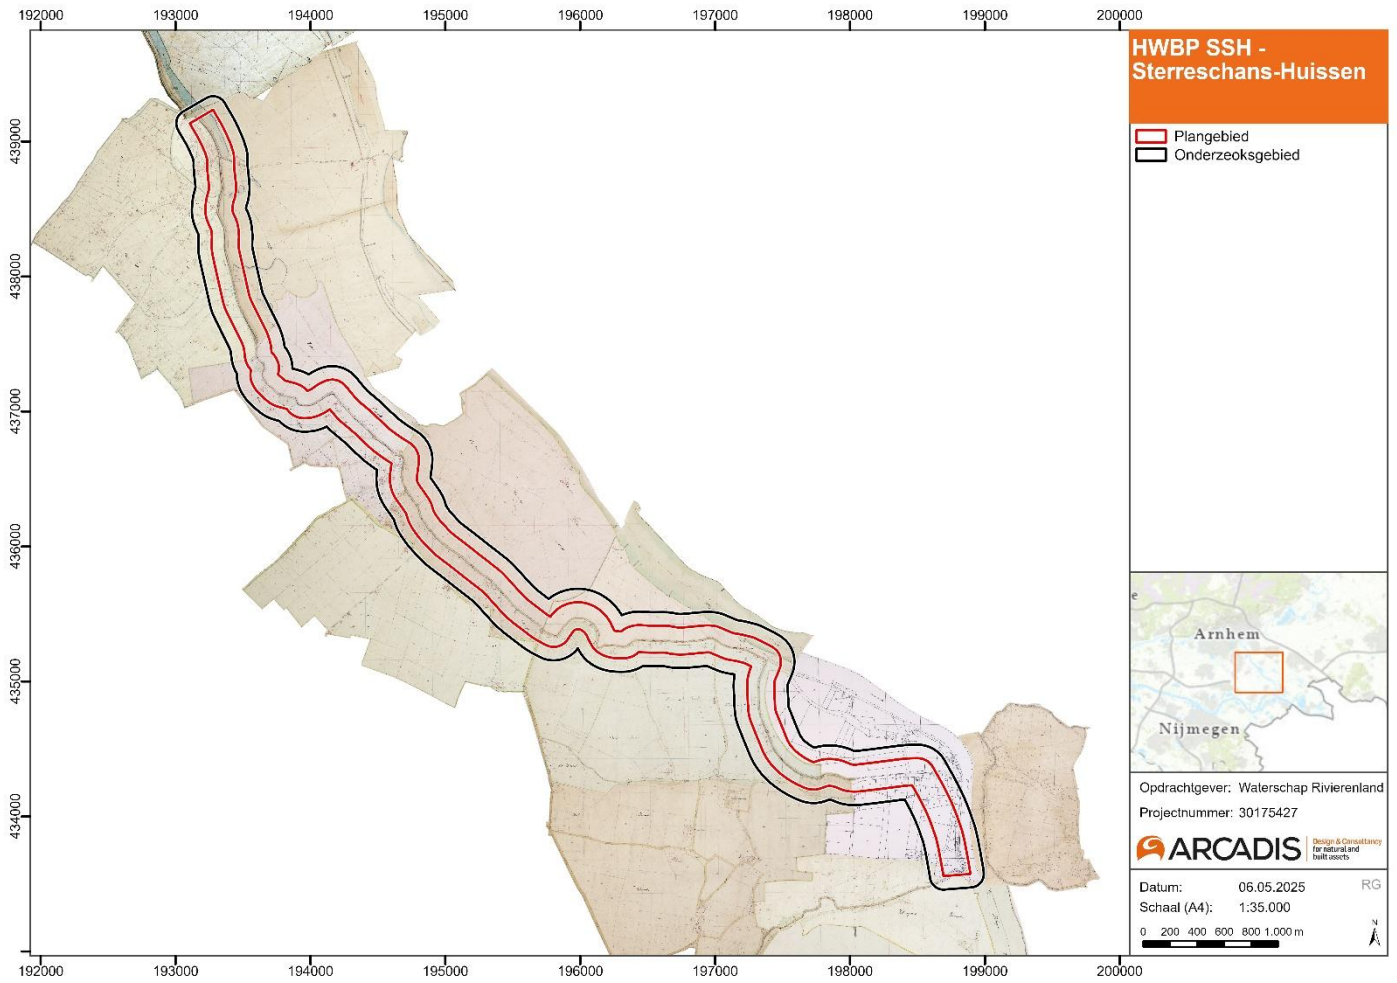 192000 193000 194000 195000 196000 197000 198000 199000 200000
439000
438000
437000
436000
435000
434000
192000 193000 194000 195000 196000 197000 198000 199000 200000
HWBP SSH -
Sterreschans-Huissen
Plangebied
Onderzeoksgebied
e
Arnhem
Nijmegen
Opdrachtgever: Waterschap Rivierenland
Projectnummer: 30175427
ARCADIS
Design & Consultancy
for natural and
built assets
Datum: 06.05.2025 RG
Schaal (A4): 1:35.000
N
0 200 400 600 800 1.000 m